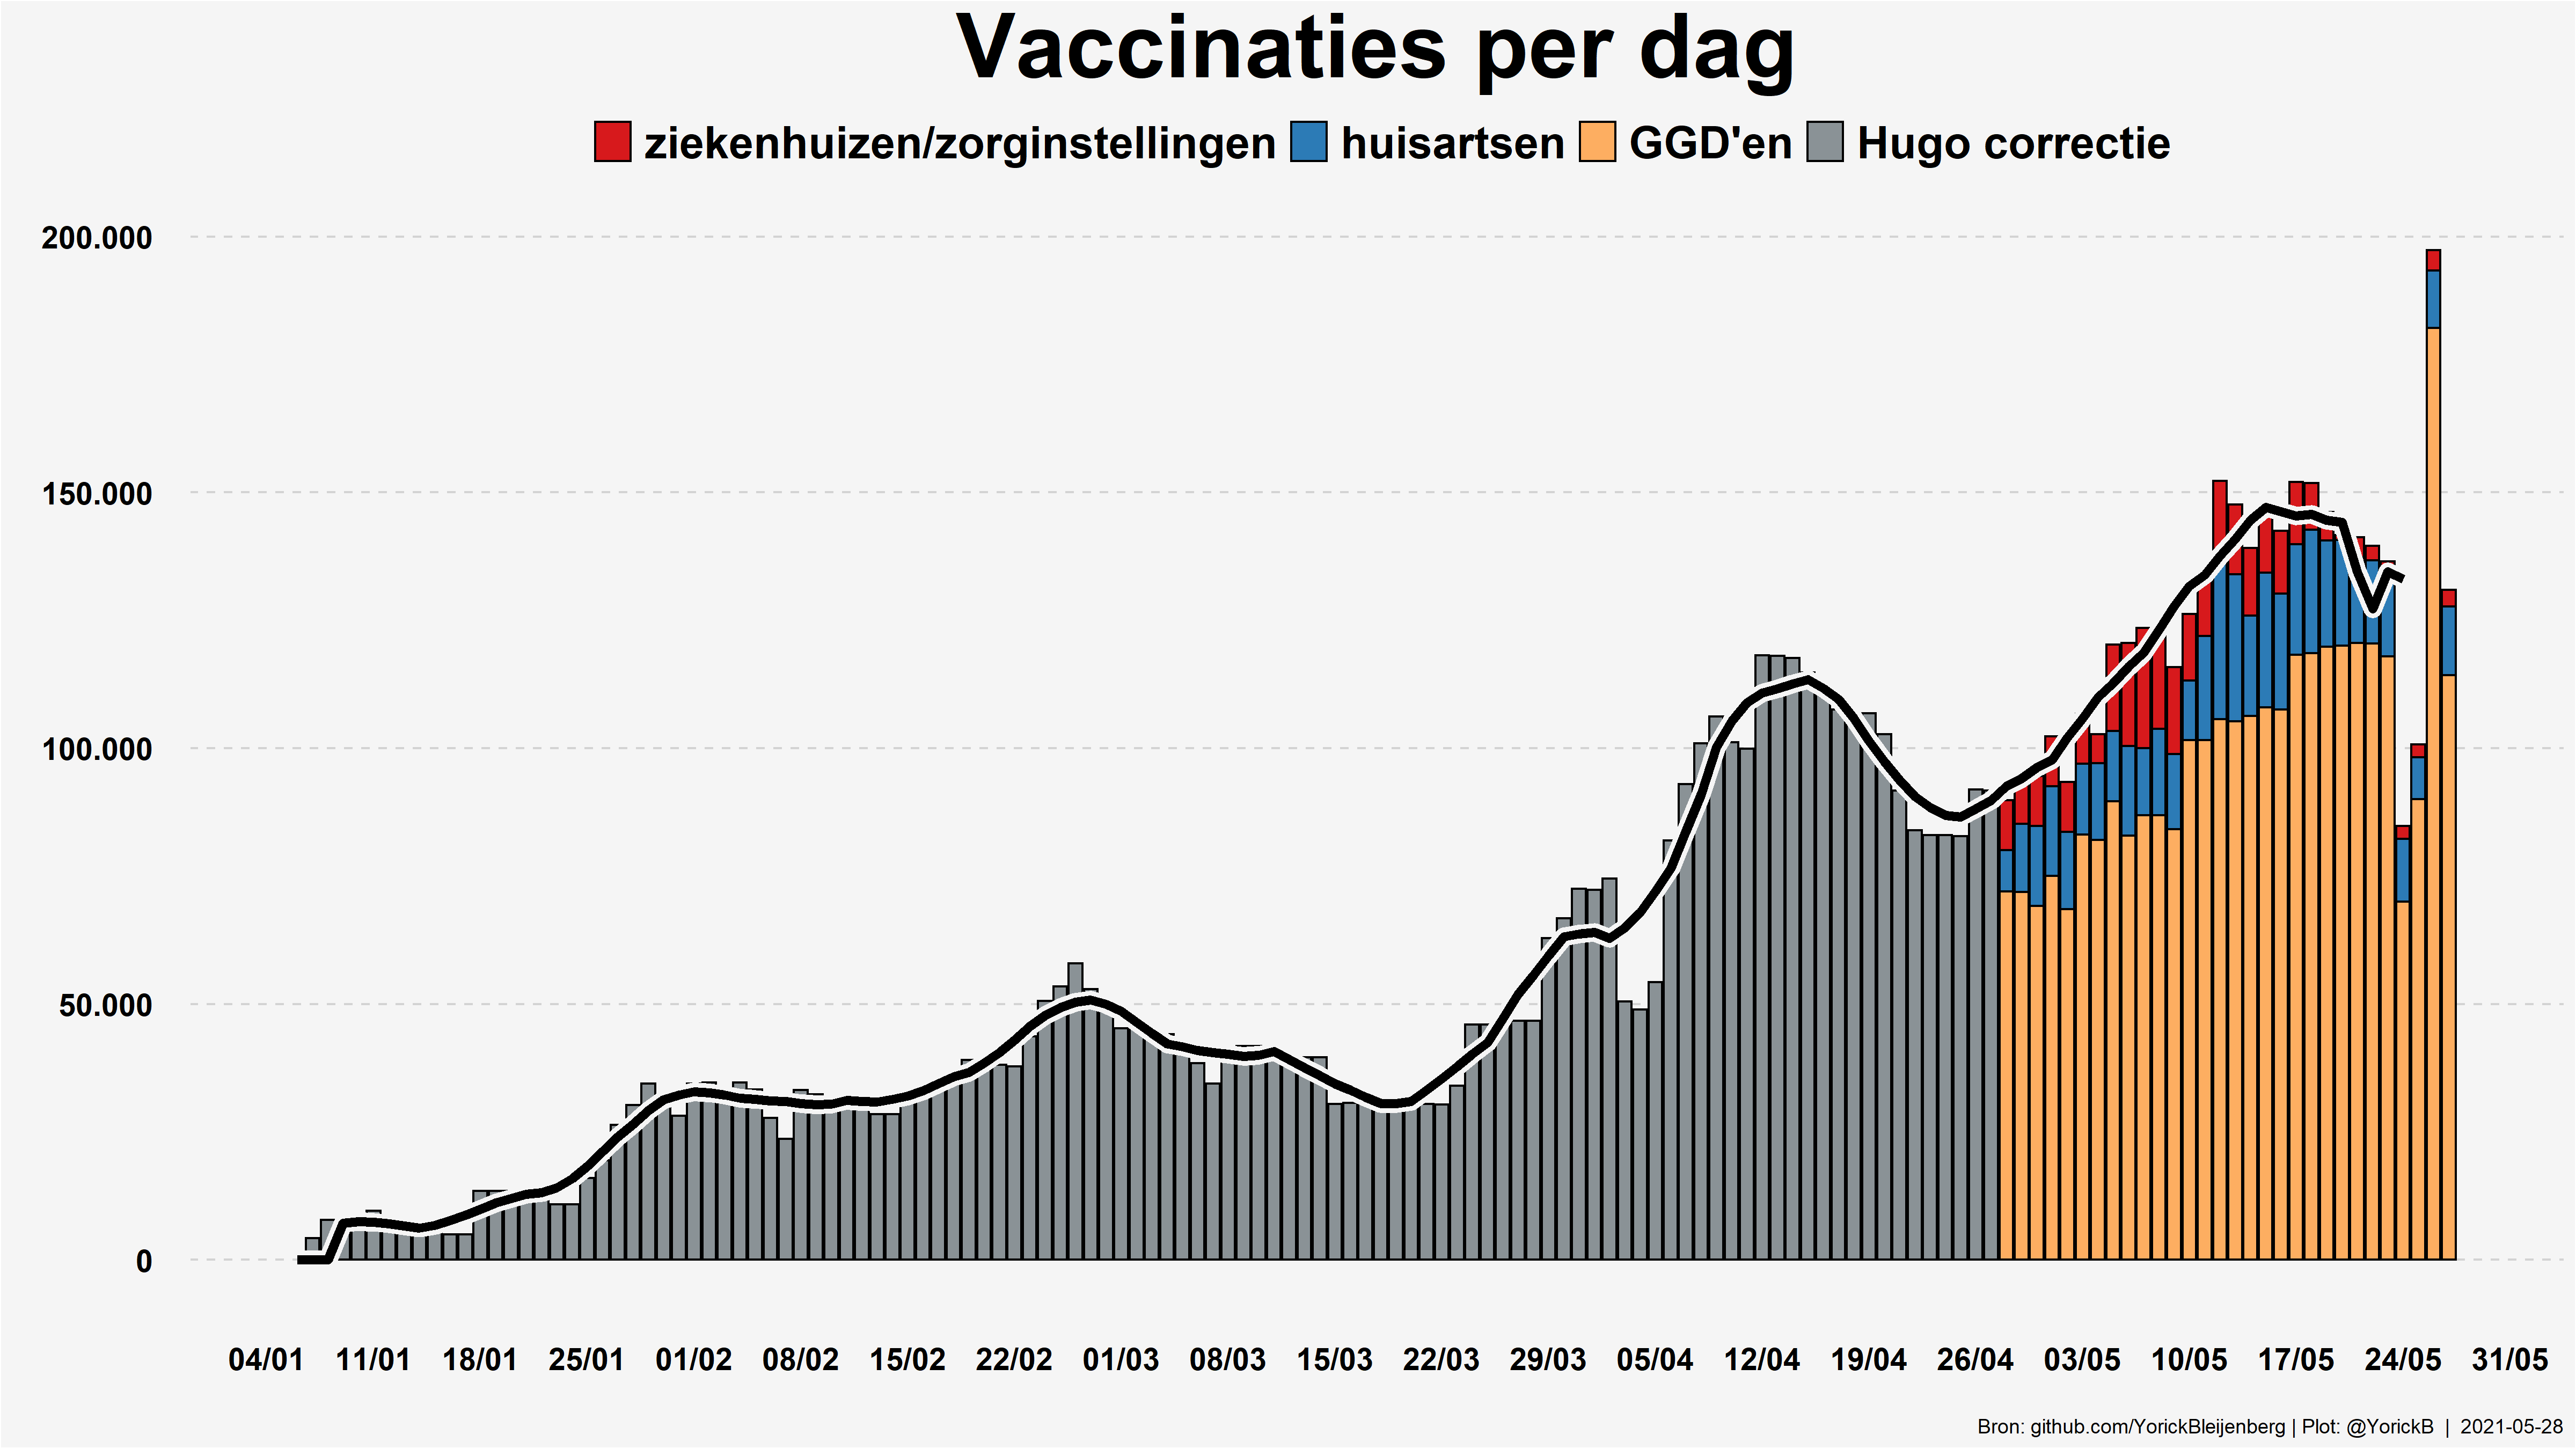 Vaccinaties per dag
ziekenhuizen/zorginstellingen huisartsen GGD'en Hugo correctie
200.000
150.000
100.000
50.000
0
04/01 11/01 18/01 25/01 01/02 08/02 15/02 22/02 01/03 08/03 15/03 22/03 29/03 05/04 12/04 19/04 26/04 03/05 10/05 17/05 24/05 31/05
Bron: github.com/YorickBleijenberg | Plot: @YorickB | 2021-05-28